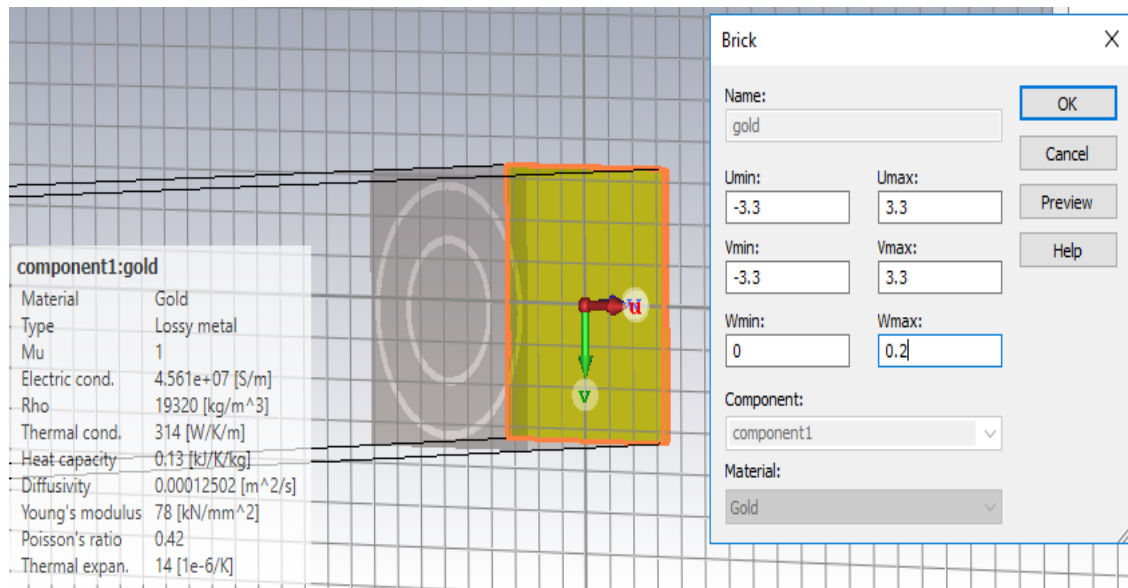 component1:gold
Material Gold
Type Lossy metal
Mu 1
Electric cond. 4.561e+07 [S/m]
Rho 19320 [kg/m^3]
Thermal cond. 314 [W/K/m]
Heat capacity 0.13 [kJ/K/kg]
Diffusivity 0.00012502 [m^2/s]
Young's modulus 78 [kN/mm^2]
Poisson's ratio 0.42
Thermal expan. 14 [1e-6/K]
u
v
Brick
Name:
gold
OK
Cancel
Umin: Umax:
-3.3 3.3
Preview
Vmin: Vmax:
-3.3 3.3
Help
Wmin: Wmax:
0 0.2
Component:
component1
Material:
Gold